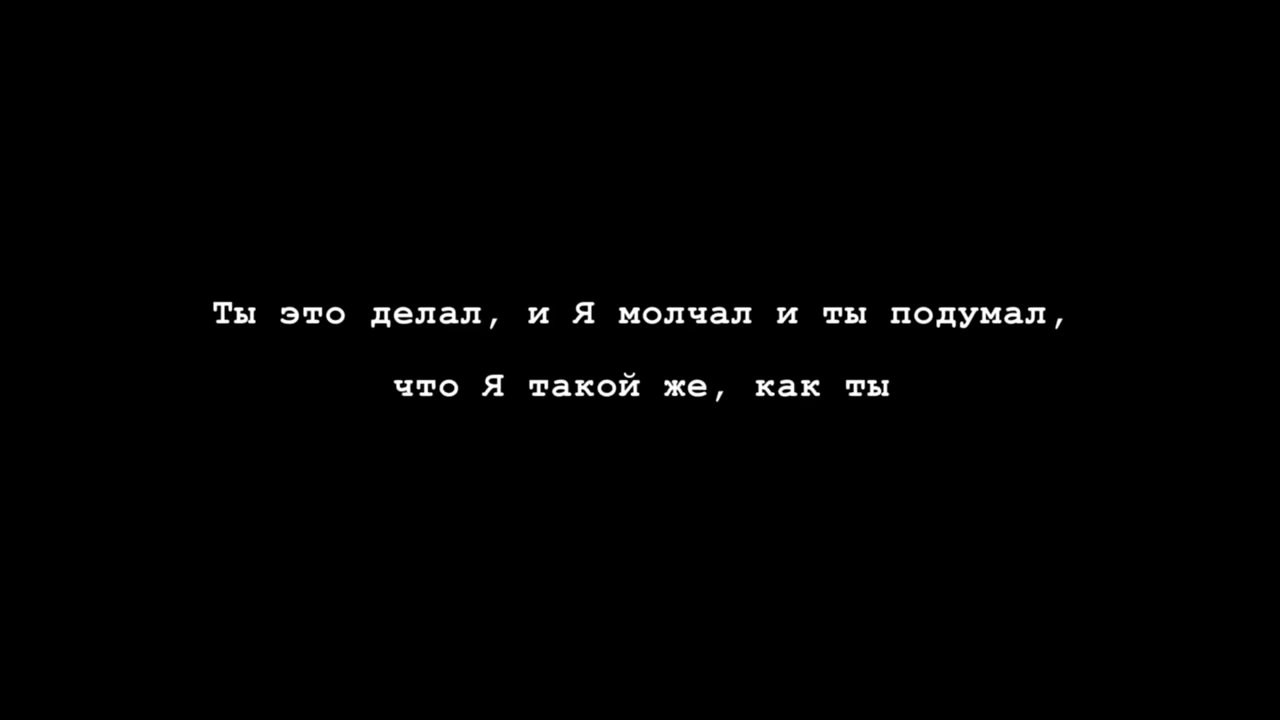 Ты это делал, и Я молчал и ты подумал,
что Я такой же, как ты